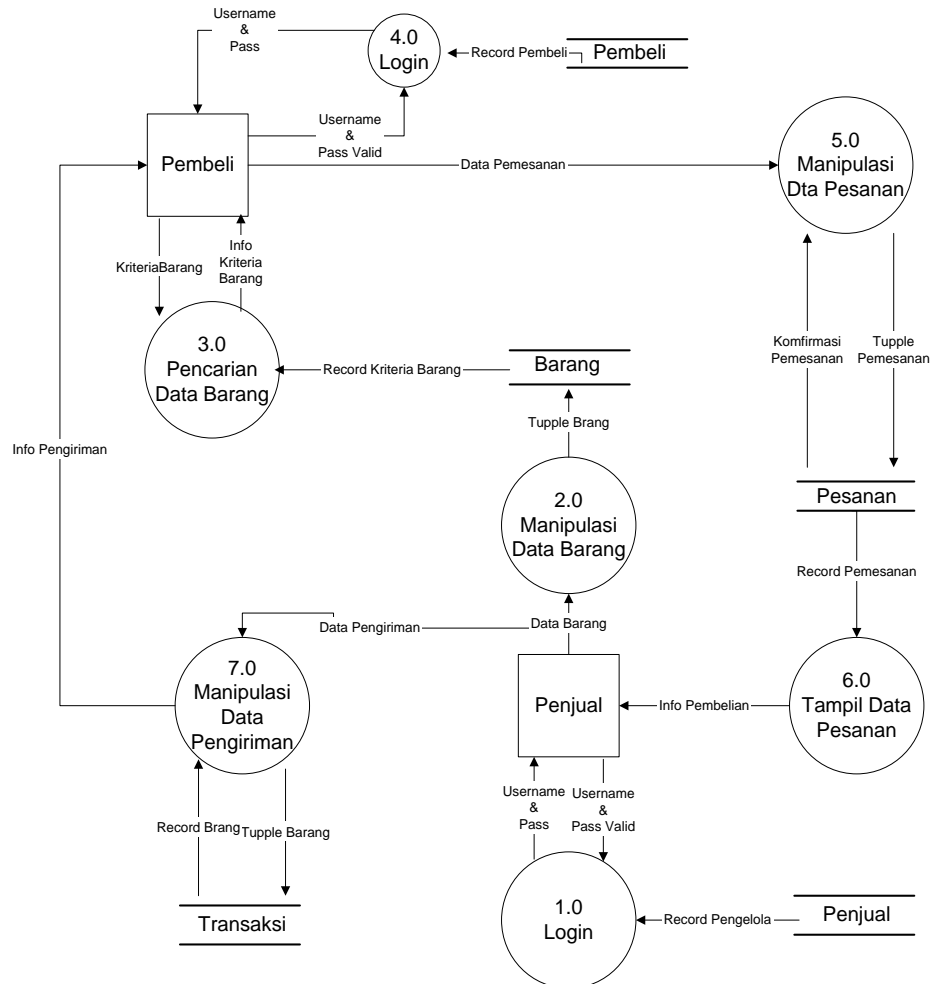 Username
&
Pass
4.0
Login
Record Pembeli
Pembeli
Username
&
Pass Valid
Pembeli
Data Pemesanan
5.0
Manipulasi
Dta Pesanan
KriteriaBarang
Info
Kriteria
Barang
3.0
Pencarian
Data Barang
Record Kriteria Barang
Barang
Komfirmasi
Pemesanan
Tupple
Pemesanan
Tupple Brang
Info Pengiriman
2.0
Manipulasi
Data Barang
Pesanan
Record Pemesanan
Data Pengiriman
Data Barang
7.0
Manipulasi
Data
Pengiriman
Penjual
Info Pembelian
6.0
Tampil Data
Pesanan
Username
&
Pass
Username
&
Pass Valid
Record Brang
Tupple Barang
Transaksi
1.0
Login
Record Pengelola
Penjual